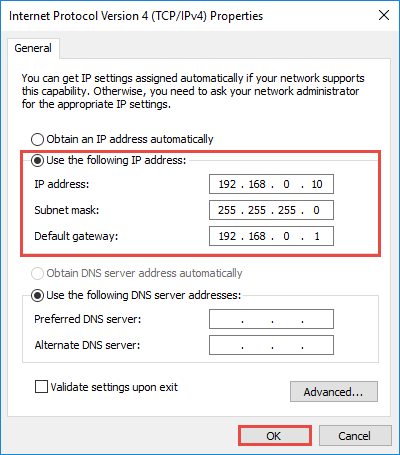 Internet Protocol Version 4 (TCP/IPv4) Properties
General
You can get IP settings assigned automatically if your network supports
this capability. Otherwise, you need to ask your network administrator
for the appropriate IP settings.
Obtain an IP address automatically
Use the following IP address:
IP address: 192 . 168 . 0 . 10
Subnet mask: 255 . 255 . 255 . 0
Default gateway: 192 . 168 . 0 . 1
Obtain DNS server address automatically
Use the following DNS server addresses:
Preferred DNS server: . . .
Alternate DNS server: . . .
Validate settings upon exit
Advanced...
OK Cancel